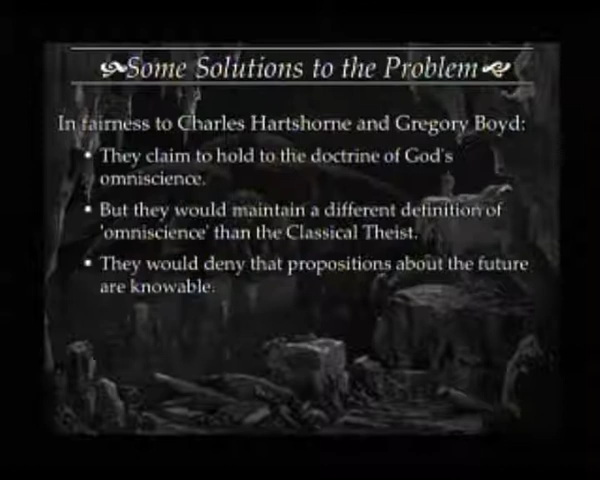 Some Solutions to the Problem
In fairness to Charles Hartshorne and Gregory Boyd:
• They claim to hold to the doctrine of God's
omniscience.
• But they would maintain a different definition of
'omniscience' than the Classical Theist.
• They would deny that propositions about the future
are knowable.